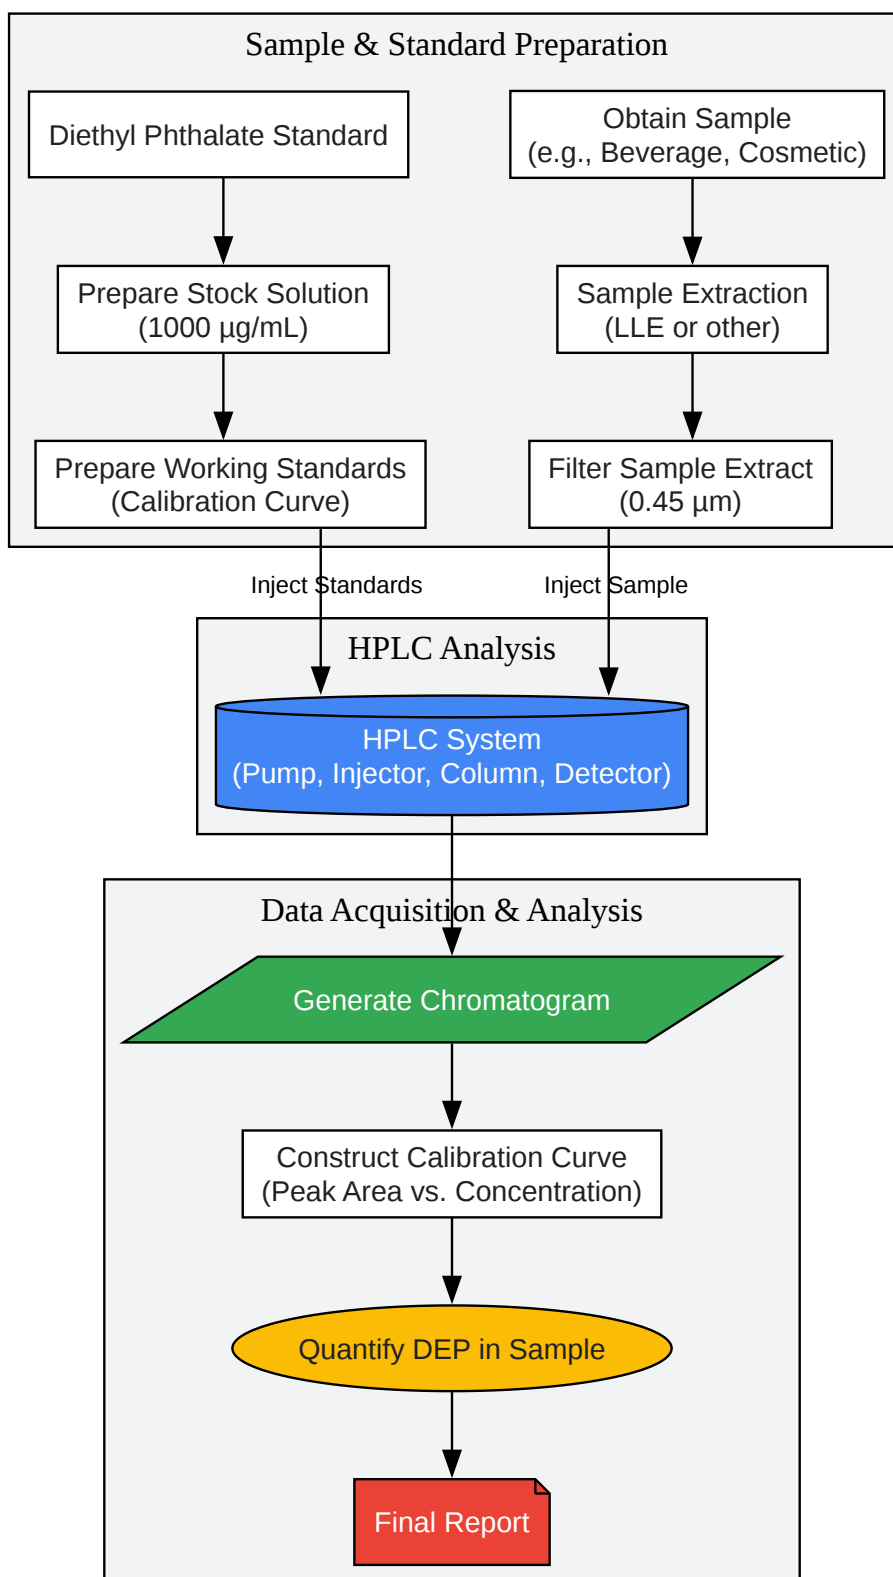 Sample & Standard Preparation
Diethyl Phthalate Standard
Obtain Sample
(e.g., Beverage, Cosmetic)
Prepare Stock Solution
(1000 µg/mL)
Sample Extraction
(LLE or other)
Prepare Working Standards
(Calibration Curve)
Filter Sample Extract
(0.45 µm)
Inject Standards
Inject Sample
HPLC Analysis
HPLC System
(Pump, Injector, Column, Detector)
Data Acquisition & Analysis
Generate Chromatogram
Construct Calibration Curve
(Peak Area vs. Concentration)
Quantify DEP in Sample
Final Report